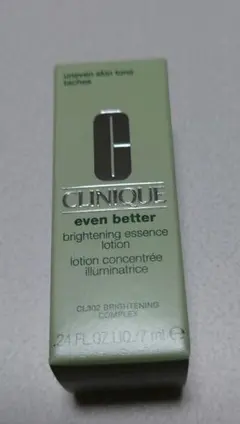 uneven skin tone
taches
CLINIQUE
even better
brightening essence
lotion
lotion concentrée
illuminatrice
CL302 BRIGHTENING
COMPLEX
.24 FL.OZ.LIQ./7 ml ℮